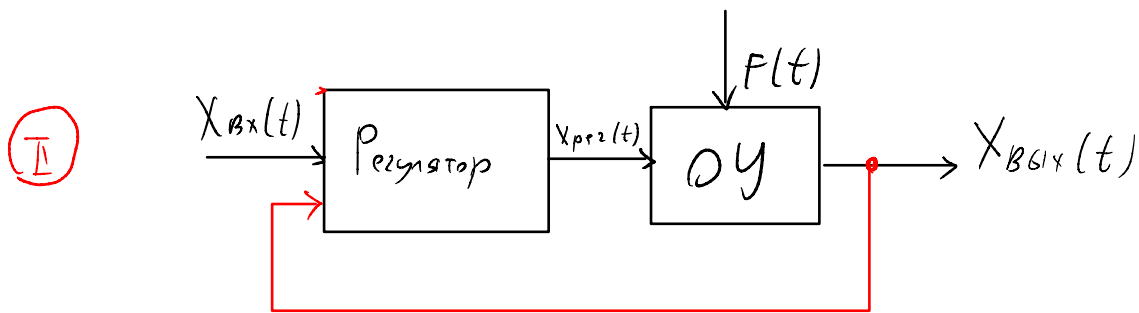 II
Xвх(t)
Регулятор
Xрег(t)
ОУ
F(t)
Xвых(t)